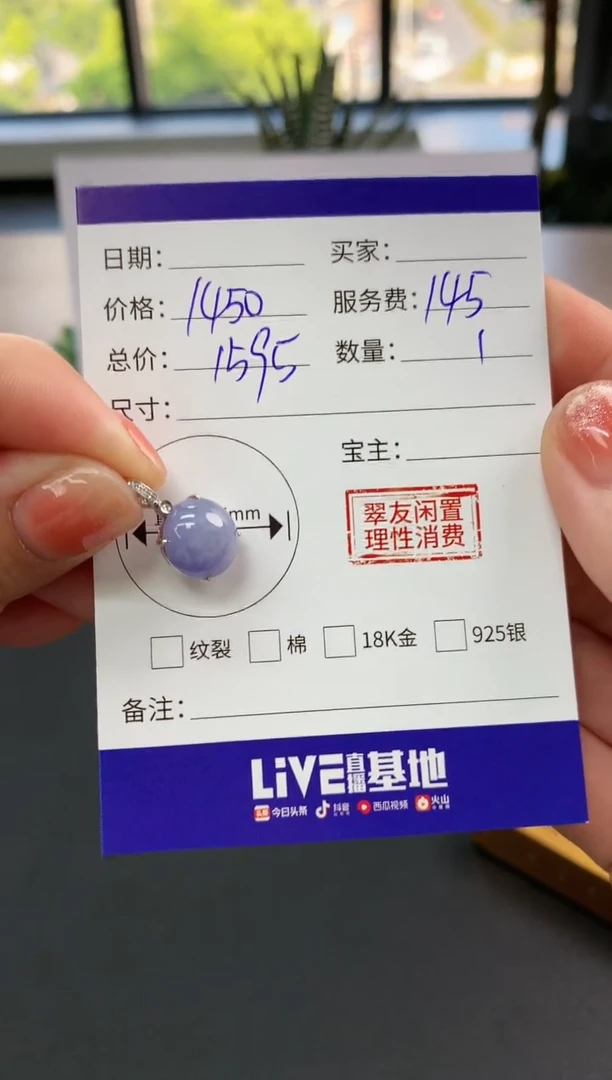 日期：
买家：
价格：1450
服务费：145
总价：1595
数量：1
尺寸：
宝主：
mm
翠友闲置
理性消费
纹裂
棉
18K金
925银
备注：
LiVE直播基地
今日头条
抖音
西瓜视频
火山